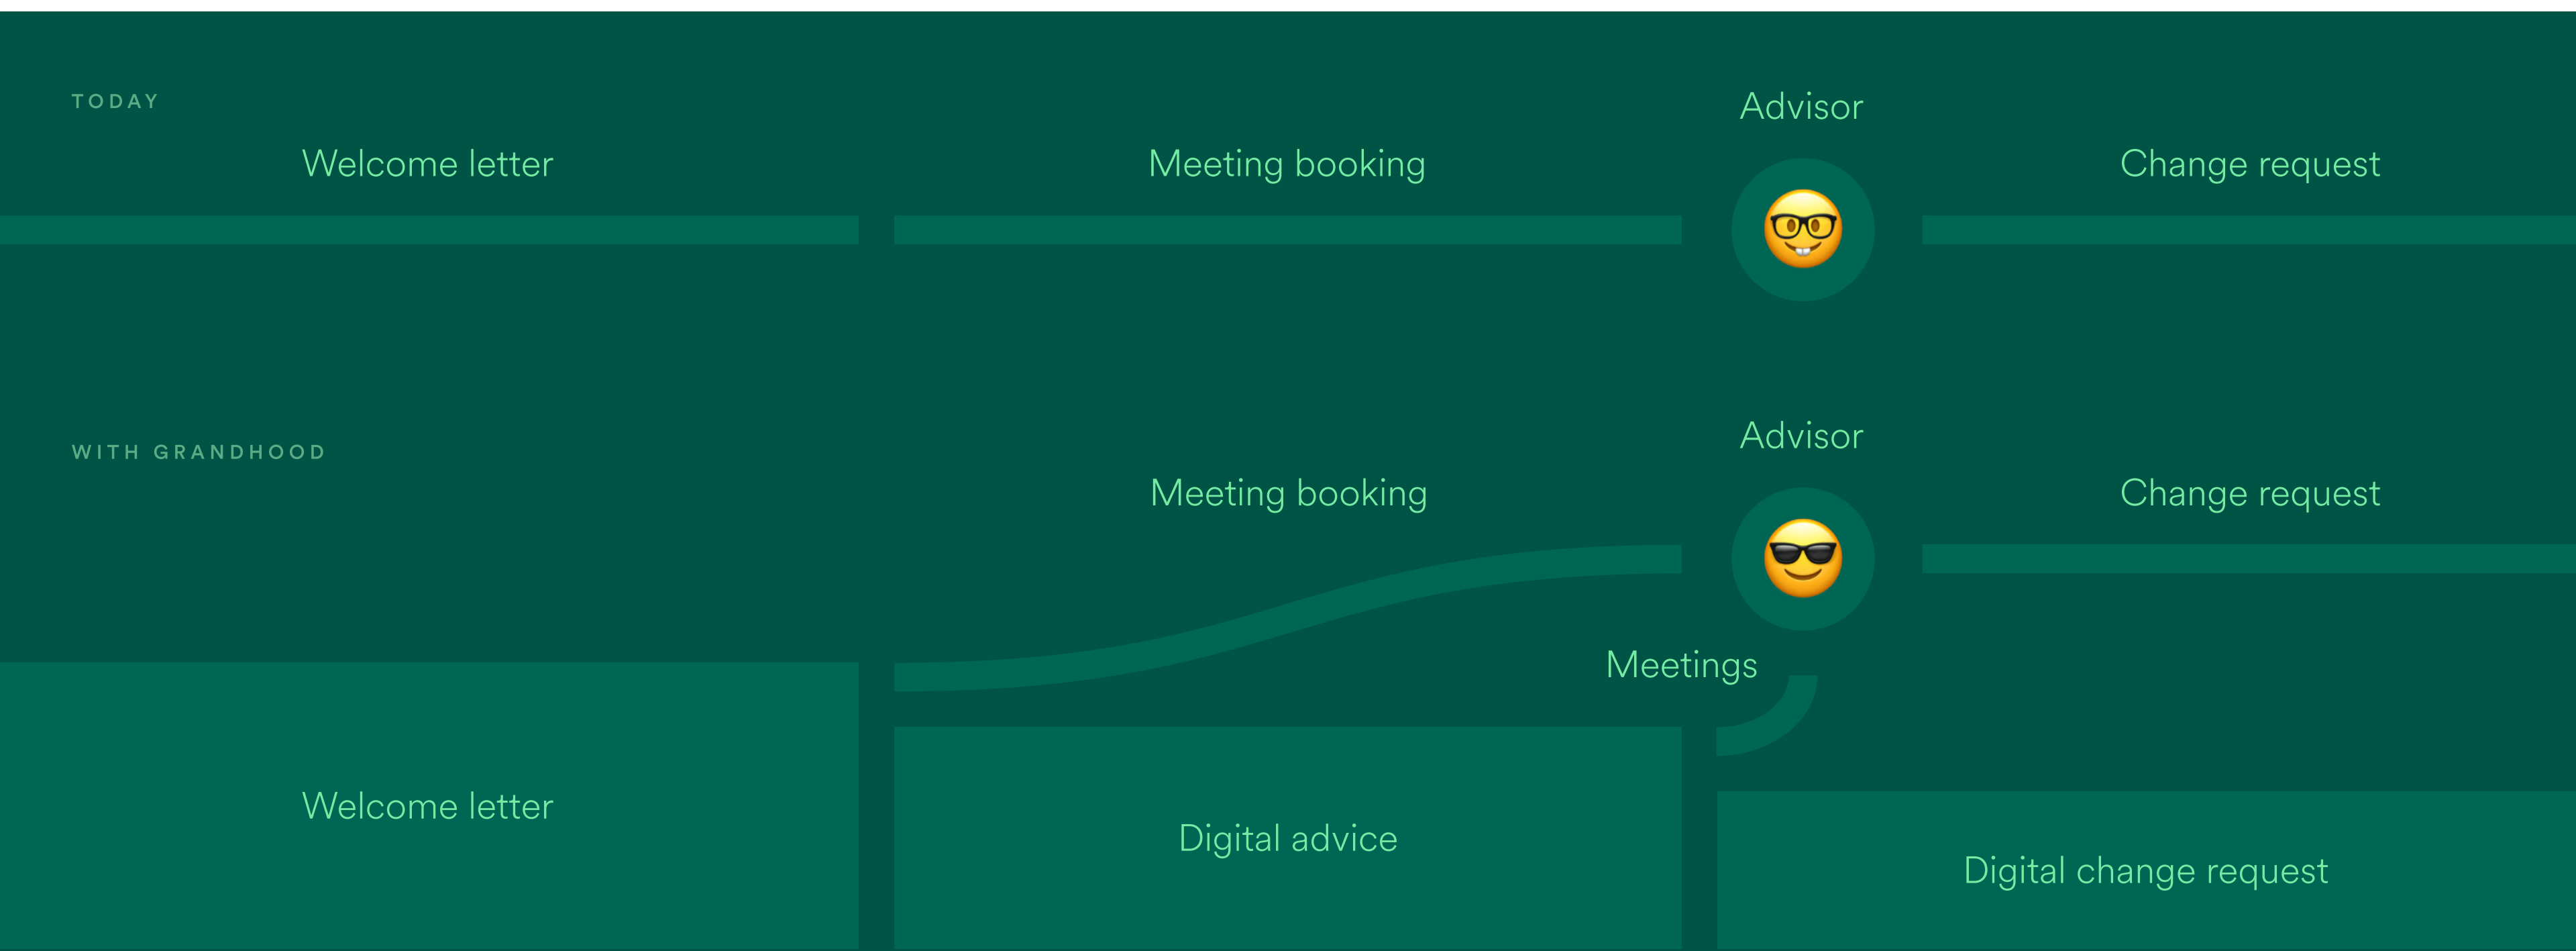 TODAY
Advisor
Welcome letter
Meeting booking
Change request
WITH GRANDHOOD
Advisor
Meeting booking
Change request
Meetings
Welcome letter
Digital advice
Digital change request